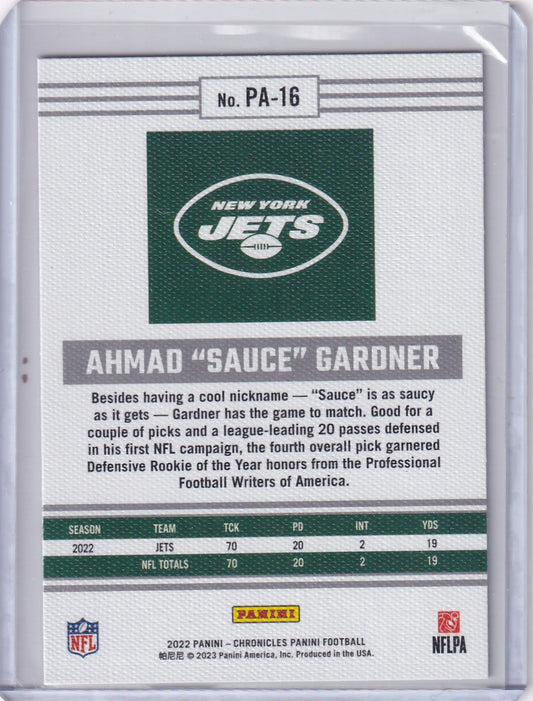 No. PA-16
NEW YORK
JETS
AHMAD “SAUCE” GARDNER
Besides having a cool nickname — “Sauce” is as saucy
as it gets — Gardner has the game to match. Good for a
couple of picks and a league-leading 20 passes defensed
in his first NFL campaign, the fourth overall pick garnered
Defensive Rookie of the Year honors from the Professional
Football Writers of America.
SEASON TEAM TCK PD INT YDS
2022 JETS 70 20 2 19
NFL TOTALS 70 20 2 19
PANINI
NFL
2022 PANINI – CHRONICLES PANINI FOOTBALL
帕尼尼 © 2023 Panini America, Inc. Produced in the USA.
NFLPA